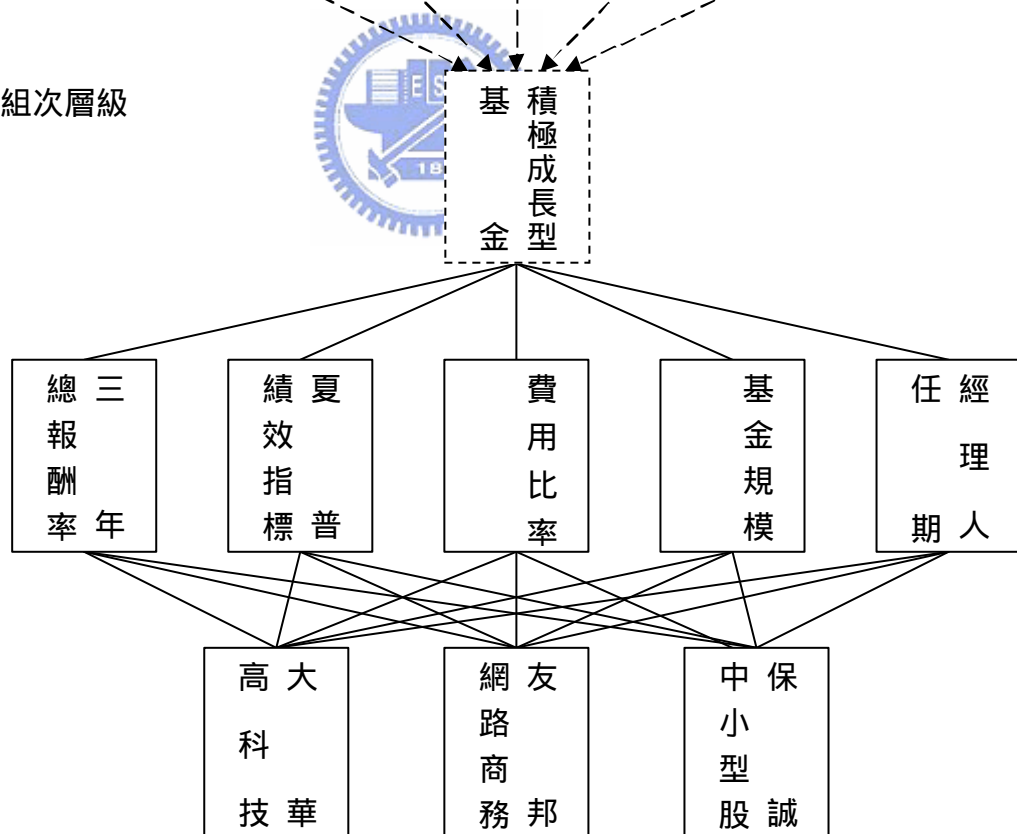 組次層級
積極成長型
基金
三年
總報酬率
夏普
績效指標
費用比率
基金規模
經理人
任期
大華
高科技
友邦
網路商務
保誠
中小型股
ES
18